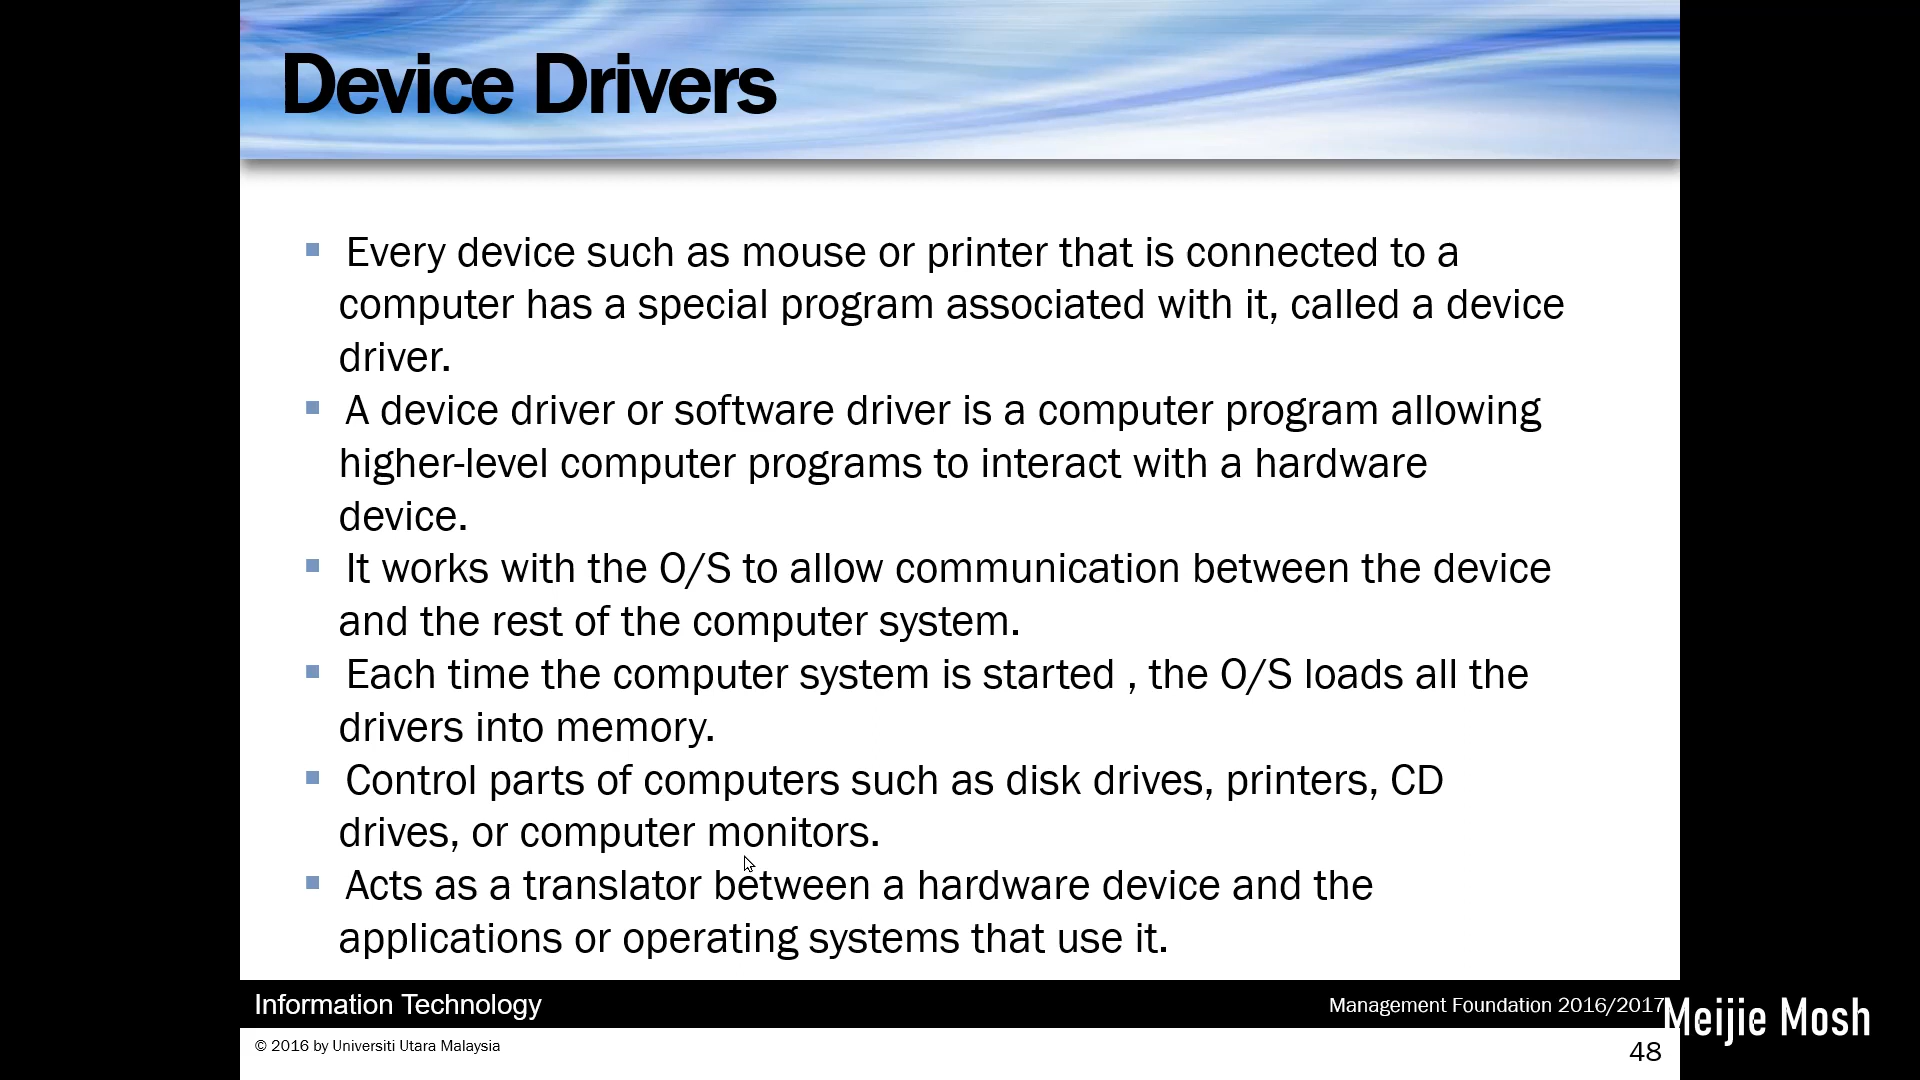 Device Drivers
Every device such as mouse or printer that is connected to a
computer has a special program associated with it, called a device
driver.
A device driver or software driver is a computer program allowing
higher-level computer programs to interact with a hardware
device.
It works with the O/S to allow communication between the device
and the rest of the computer system.
Each time the computer system is started , the O/S loads all the
drivers into memory.
Control parts of computers such as disk drives, printers, CD
drives, or computer monitors.
Acts as a translator between a hardware device and the
applications or operating systems that use it.
Information Technology
Management Foundation 2016/2017
Meijie Mosh
© 2016 by Universiti Utara Malaysia
48